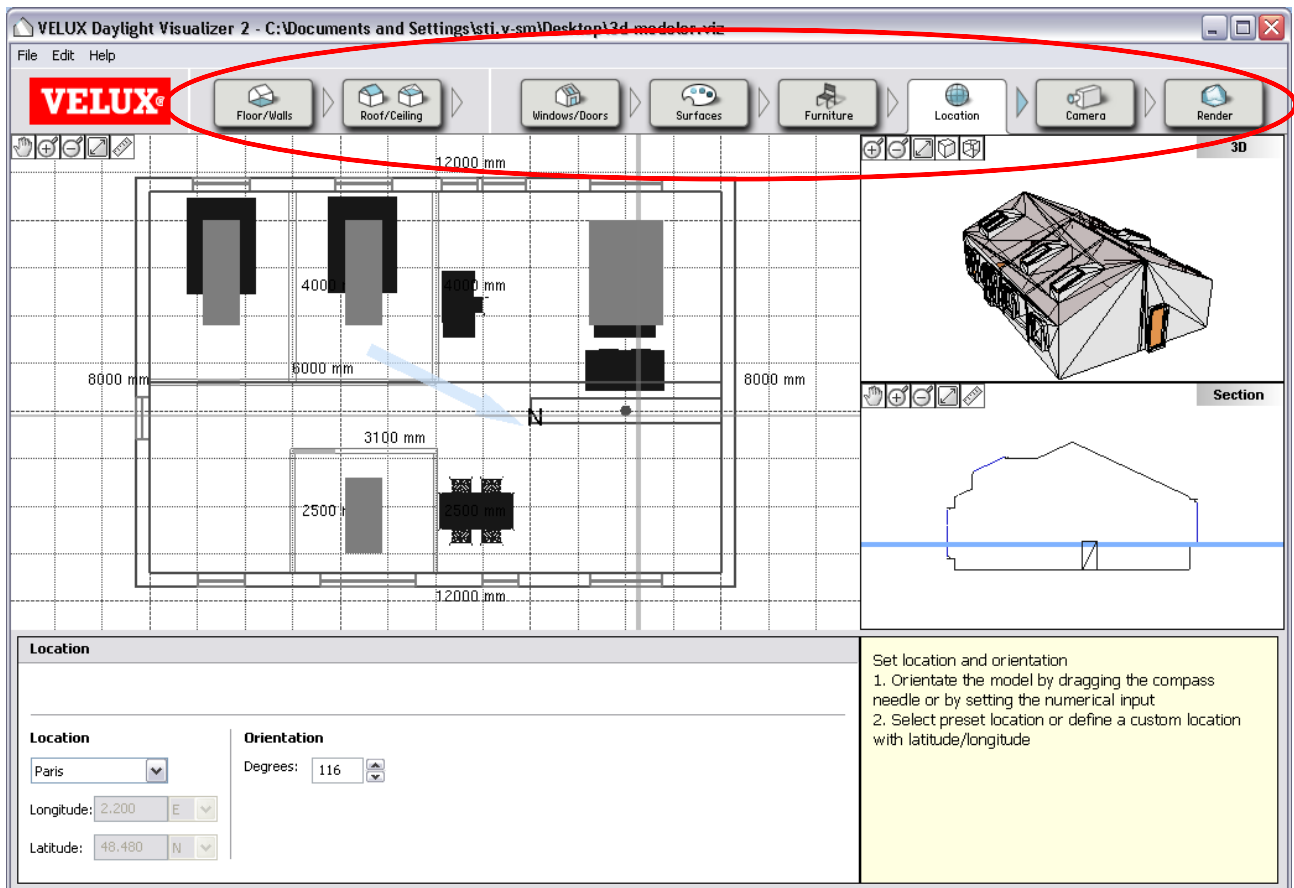 VELUX Daylight Visualizer 2 - C:\Documents and Settings\sti.v-sm\Desktop\3d-modeler.viz
File Edit Help
VELUX
Floor/Walls
Roof/Ceiling
Windows/Doors
Surfaces
Furniture
Location
Camera
Render
12000 mm
3D
4000
4000 mm
6000 mm
8000 mm
8000 mm
Section
N
3100 mm
2500
2500 mm
12000 mm
Location
Location
Orientation
Paris
Degrees: 116
Longitude: 2.200 E
Latitude: 48.480 N
Set location and orientation
1. Orientate the model by dragging the compass
needle or by setting the numerical input
2. Select preset location or define a custom location
with latitude/longitude